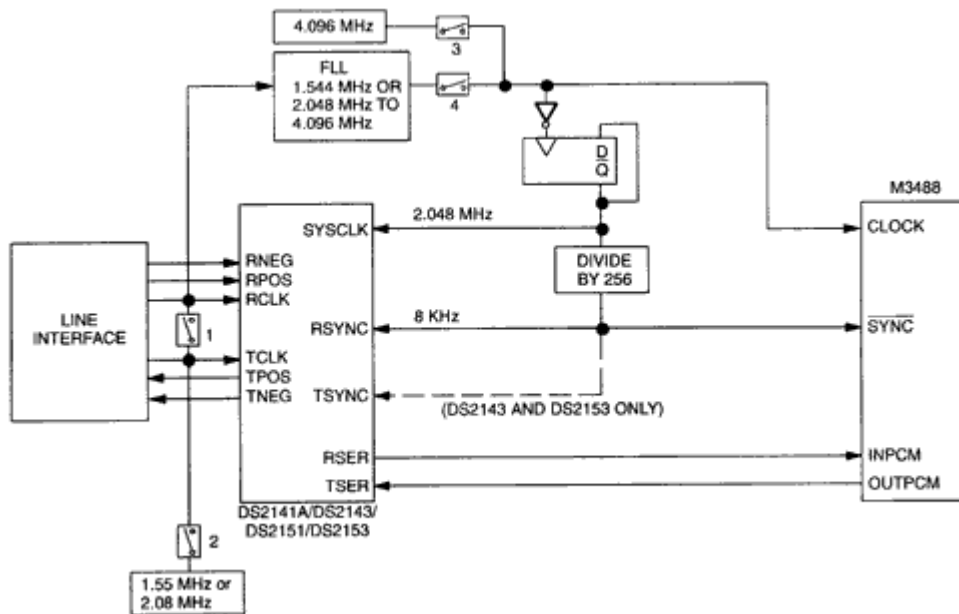 4.096 MHz
3
FLL
1.544 MHz OR
2.048 MHz TO
4.096 MHz
4
D
Q
M3488
SYSCLK
2.048 MHz
CLOCK
DIVIDE
BY 256
RNEG
RPOS
RCLK
LINE
INTERFACE
1
RSYNC
8 KHz
SYNC
TCLK
TPOS
TNEG
TSYNC
(DS2143 AND DS2153 ONLY)
RSER
INPCM
TSER
OUTPCM
DS2141A/DS2143/
DS2151/DS2153
2
1.55 MHz or
2.08 MHz